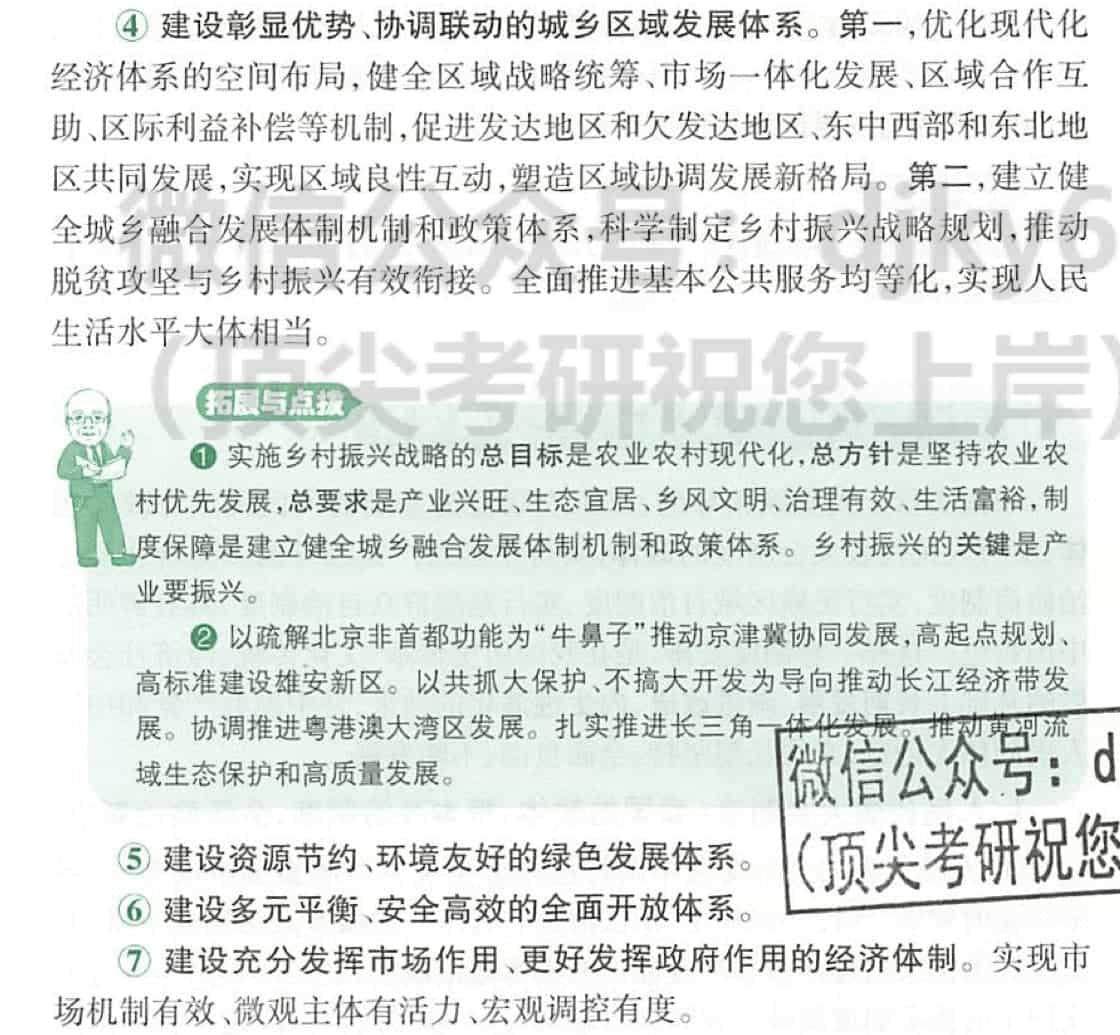 ④ 建设彰显优势、协调联动的城乡区域发展体系。第一,优化现代化
经济体系的空间布局,健全区域战略统筹、市场一体化发展、区域合作互
助、区际利益补偿等机制,促进发达地区和欠发达地区、东中西部和东北地
区共同发展,实现区域良性互动,塑造区域协调发展新格局。第二,建立健
全城乡融合发展体制机制和政策体系,科学制定乡村振兴战略规划,推动
脱贫攻坚与乡村振兴有效衔接。全面推进基本公共服务均等化,实现人民
生活水平大体相当。
微信公众号：djky6
(顶尖考研祝您上岸)
拓展与点拨
❶ 实施乡村振兴战略的总目标是农业农村现代化,总方针是坚持农业农
村优先发展,总要求是产业兴旺、生态宜居、乡风文明、治理有效、生活富裕,制
度保障是建立健全城乡融合发展体制机制和政策体系。乡村振兴的关键是产
业要振兴。
❷ 以疏解北京非首都功能为“牛鼻子”推动京津冀协同发展,高起点规划、
高标准建设雄安新区。以共抓大保护、不搞大开发为导向推动长江经济带发
展。协调推进粤港澳大湾区发展。扎实推进长三角一体化发展。推动黄河流
域生态保护和高质量发展。
微信公众号：d
(顶尖考研祝您
⑤ 建设资源节约、环境友好的绿色发展体系。
⑥ 建设多元平衡、安全高效的全面开放体系。
⑦ 建设充分发挥市场作用、更好发挥政府作用的经济体制。实现市
场机制有效、微观主体有活力、宏观调控有度。